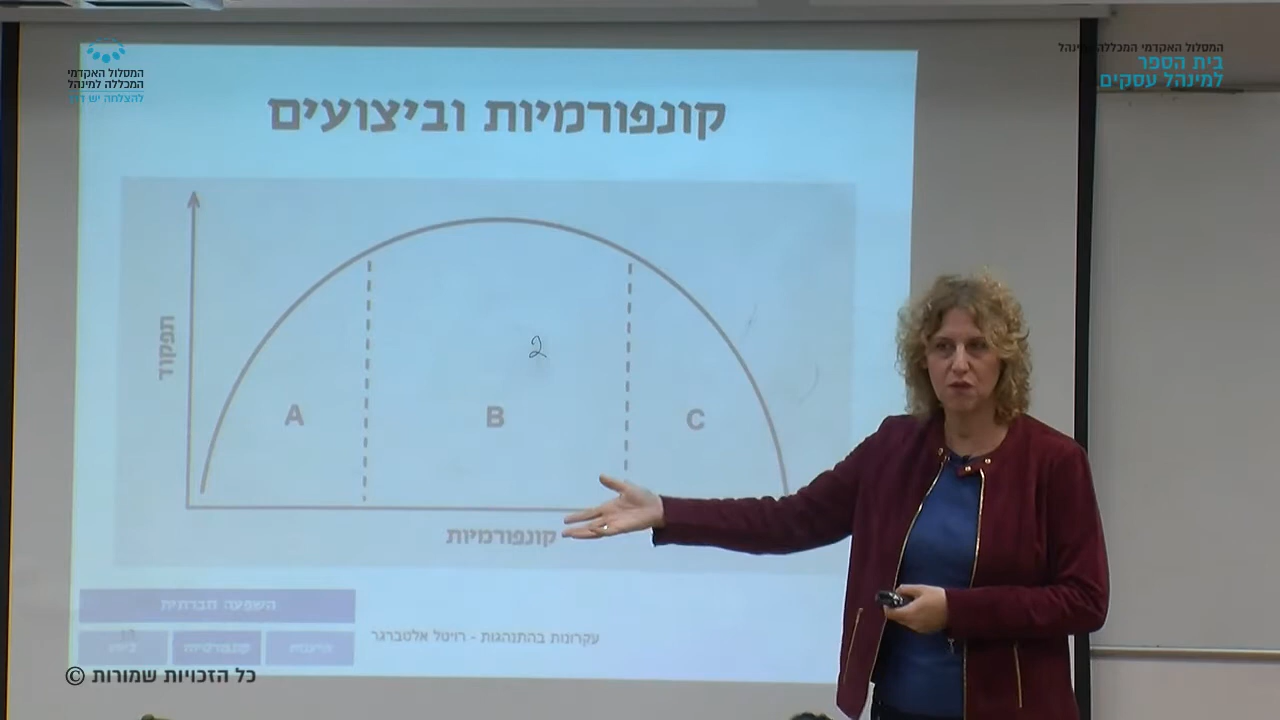 המסלול האקדמי
המכללה למינהל
המסלול האקדמי המכללה למינהל
בית הספר
למינהל עסקים
קונפורמיות וביצועים
תפקוד
2
A
B
C
קונפורמיות
השפעה חברתית
קונפורמיות
עקרונות בהתנהגות - רויטל אלטברגר
כל הזכויות שמורות ©